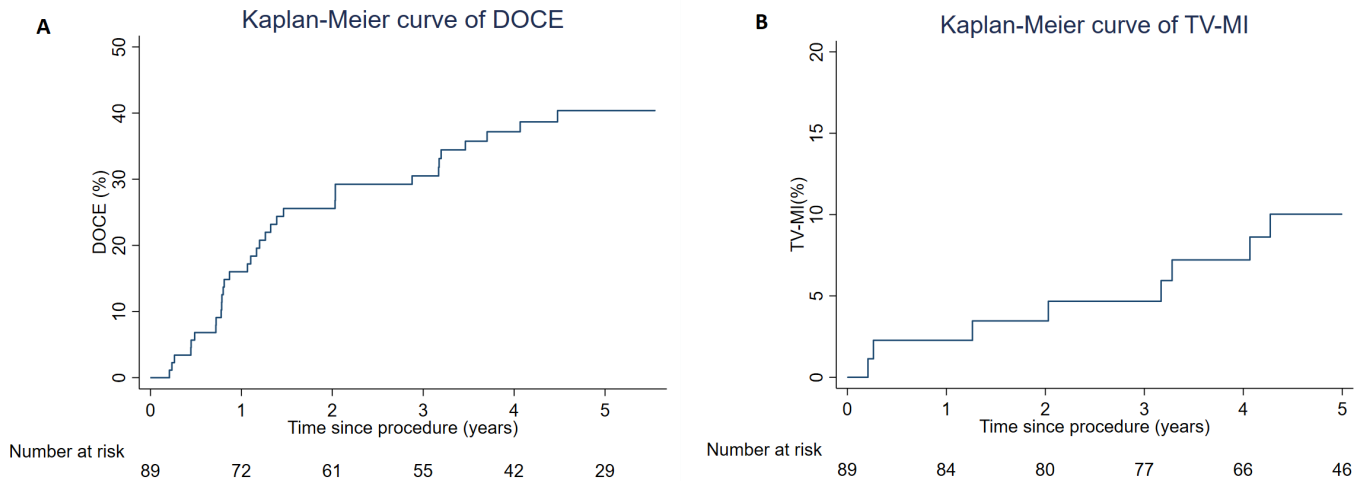 A
Kaplan-Meier curve of DOCE
DOCE (%)
50
40
30
20
10
0
0 1 2 3 4 5
Time since procedure (years)
Number at risk
89 72 61 55 42 29
B
Kaplan-Meier curve of TV-MI
TV-MI(%)
20
15
10
5
0
0 1 2 3 4 5
Time since procedure (years)
Number at risk
89 84 80 77 66 46